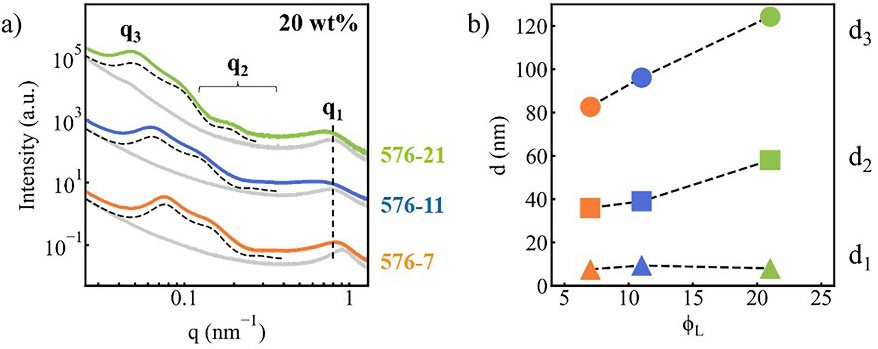 a)
20 wt%
q3
q2
q1
Intensity (a.u.)
10^5
10^3
10^1
10^−1
576-21
576-11
576-7
0.1
1
q (nm^−1)
b)
d (nm)
120
100
80
60
40
20
0
5
10
15
20
25
ϕL
d3
d2
d1